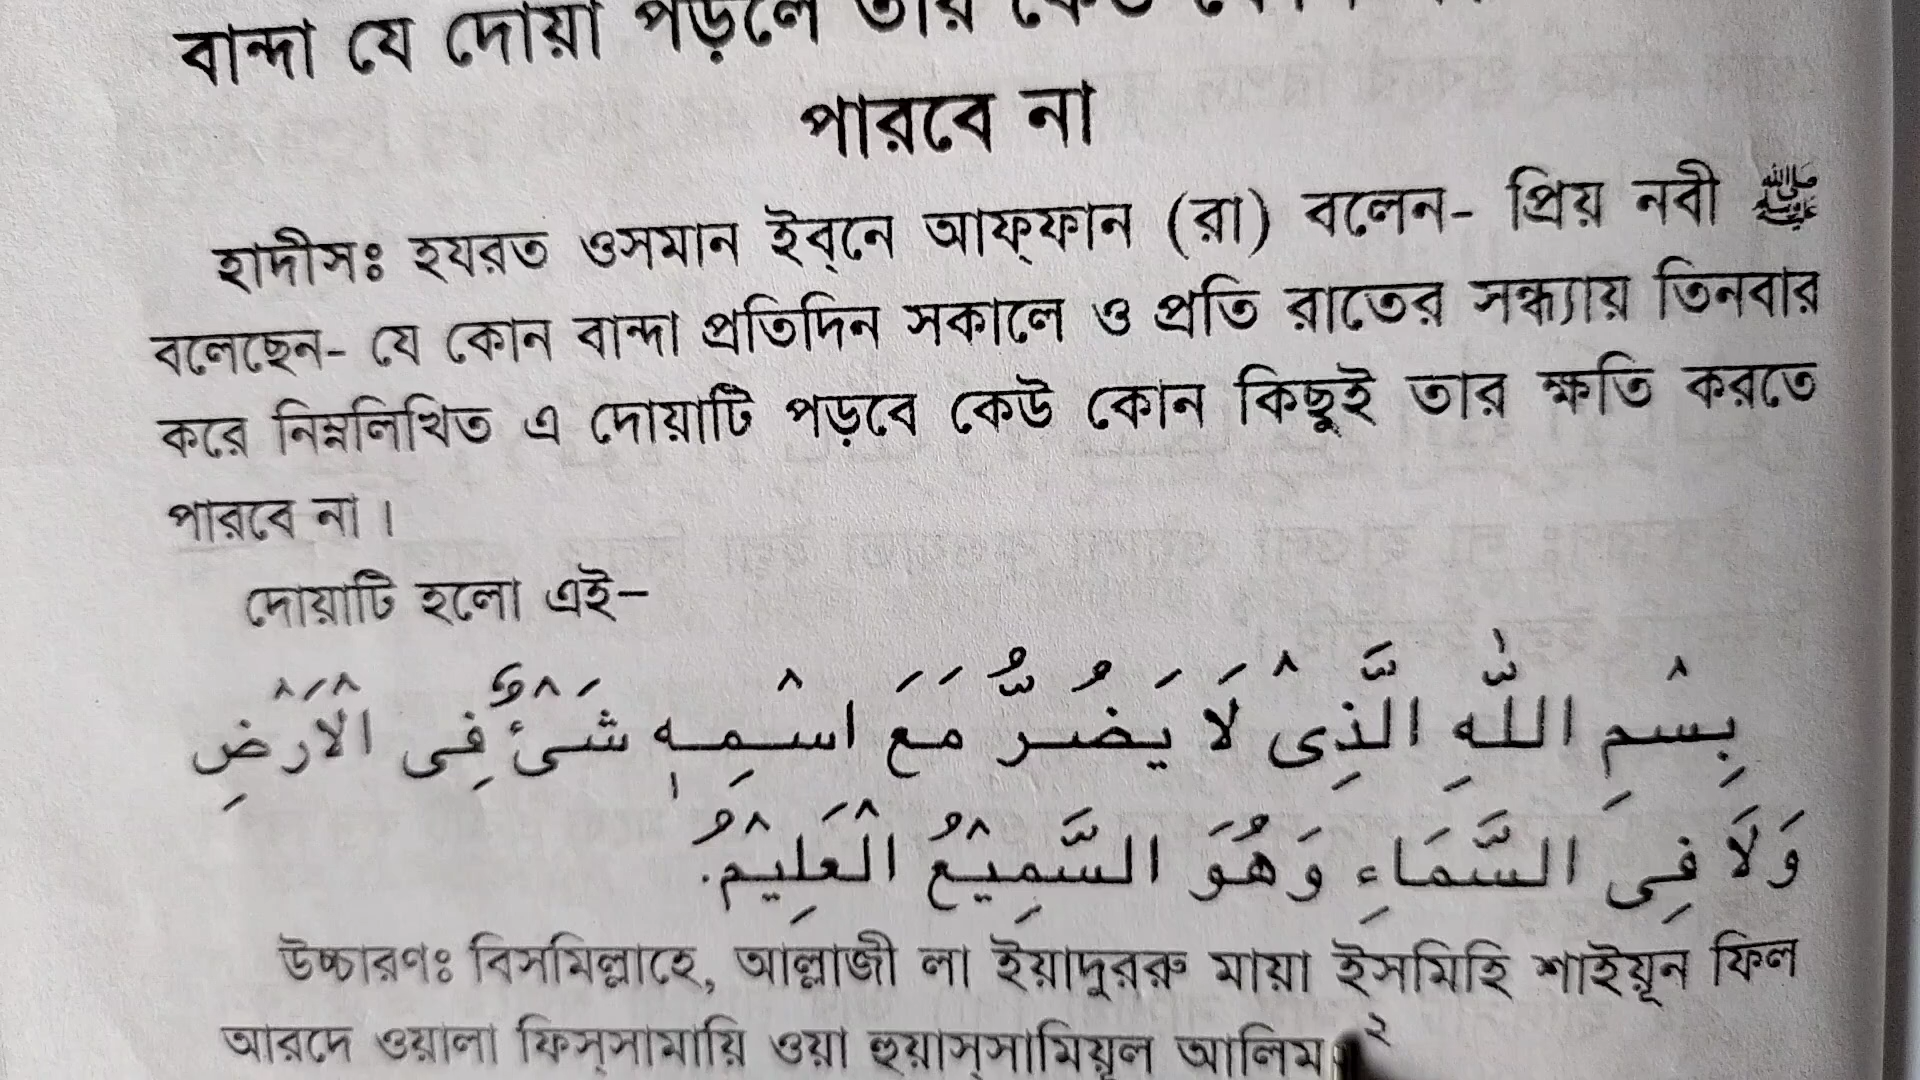 বান্দা যে দোয়া পড়লে তার কেউ
পারবে না
হাদীসঃ হযরত ওসমান ইব্‌নে আফ্‌ফান (রা) বলেন- প্রিয় নবী ﷺ
বলেছেন- যে কোন বান্দা প্রতিদিন সকালে ও প্রতি রাতের সন্ধ্যায় তিনবার
করে নিম্নলিখিত এ দোয়াটি পড়বে কেউ কোন কিছুই তার ক্ষতি করতে
পারবে না।
দোয়াটি হলো এই–
بِسْمِ اللّٰهِ الَّذِىْ لَا يَضُرُّ مَعَ اسْمِهٖ شَىْءٌ فِى الْاَرْضِ
وَلَا فِى السَّمَاءِ وَهُوَ السَّمِيْعُ الْعَلِيْمُ.
উচ্চারণঃ বিসমিল্লাহে, আল্লাজী লা ইয়াদুররু মায়া ইসমিহি শাইয়ূন ফিল
আরদে ওয়ালা ফিস্‌সামায়ি ওয়া হুয়াস্‌সামিয়ূল আলিম ২